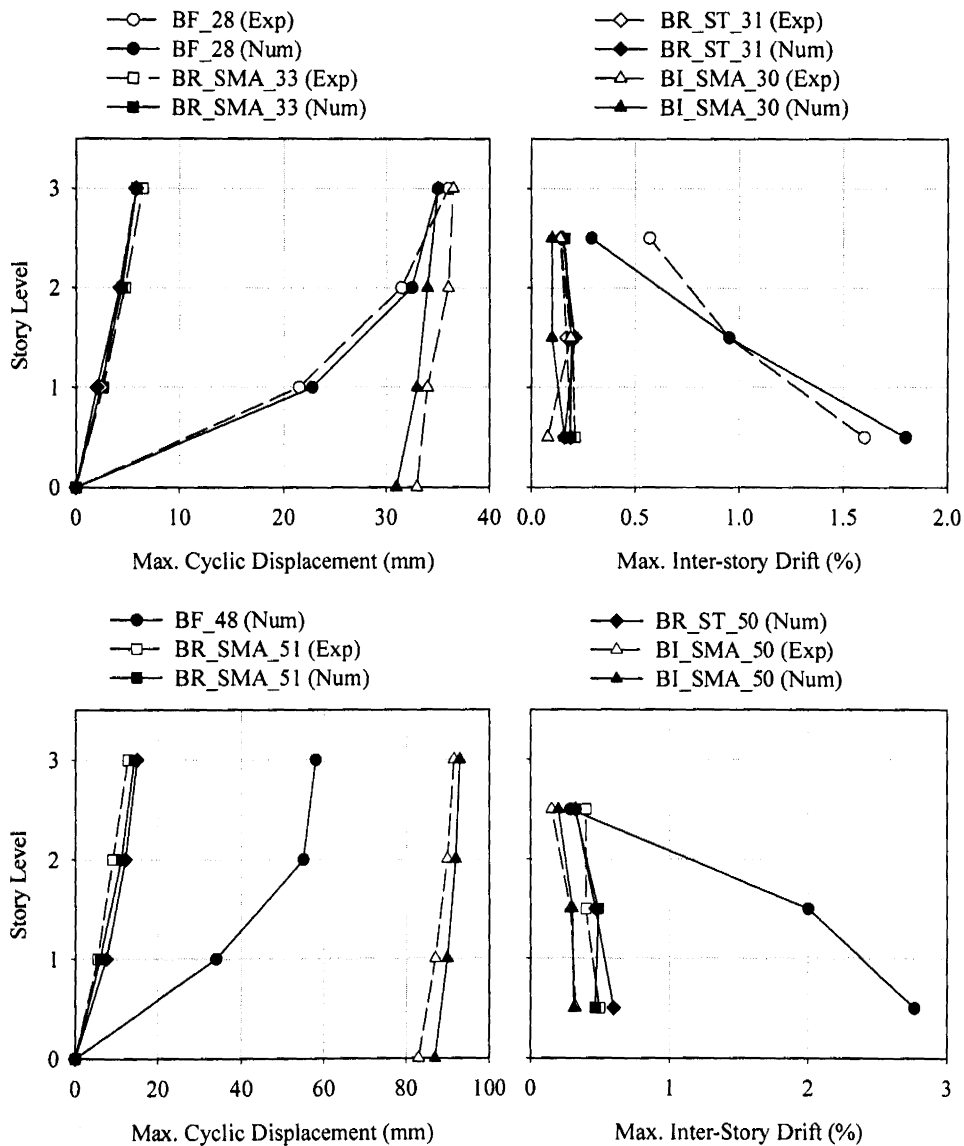 BF_28 (Exp)
BF_28 (Num)
BR_SMA_33 (Exp)
BR_SMA_33 (Num)
BR_ST_31 (Exp)
BR_ST_31 (Num)
BI_SMA_30 (Exp)
BI_SMA_30 (Num)
Story Level
3
2
1
0
0 10 20 30 40
Max. Cyclic Displacement (mm)
0.0 0.5 1.0 1.5 2.0
Max. Inter-story Drift (%)
BF_48 (Num)
BR_SMA_51 (Exp)
BR_SMA_51 (Num)
BR_ST_50 (Num)
BI_SMA_50 (Exp)
BI_SMA_50 (Num)
Story Level
3
2
1
0
0 20 40 60 80 100
Max. Cyclic Displacement (mm)
0 1 2 3
Max. Inter-Story Drift (%)